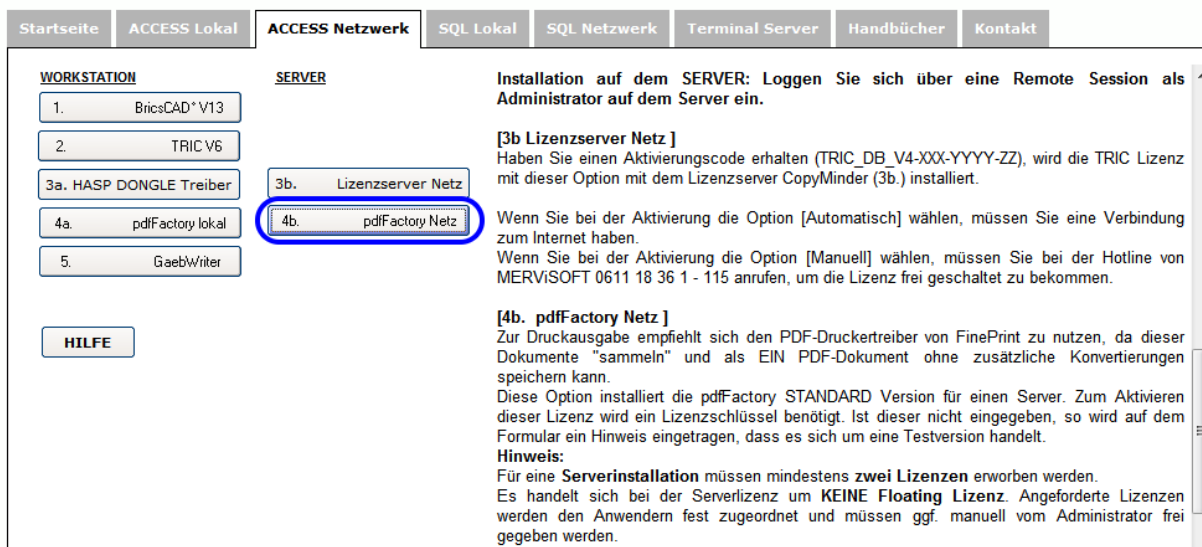 Startseite
ACCESS Lokal
ACCESS Netzwerk
SQL Lokal
SQL Netzwerk
Terminal Server
Handbücher
Kontakt
WORKSTATION
1. BricsCAD* V13
2. TRIC V6
3a. HASP DONGLE Treiber
4a. pdfFactory lokal
5. GaebWriter
HILFE
SERVER
3b. Lizenzserver Netz
4b. pdfFactory Netz
Installation auf dem SERVER: Loggen Sie sich über eine Remote Session als
Administrator auf dem Server ein.
[3b Lizenzserver Netz ]
Haben Sie einen Aktivierungscode erhalten (TRIC_DB_V4-XXX-YYYY-ZZ), wird die TRIC Lizenz
mit dieser Option mit dem Lizenzserver CopyMinder (3b.) installiert.
Wenn Sie bei der Aktivierung die Option [Automatisch] wählen, müssen Sie eine Verbindung
zum Internet haben.
Wenn Sie bei der Aktivierung die Option [Manuell] wählen, müssen Sie bei der Hotline von
MERViSOFT 0611 18 36 1 - 115 anrufen, um die Lizenz frei geschaltet zu bekommen.
[4b. pdfFactory Netz ]
Zur Druckausgabe empfiehlt sich den PDF-Druckertreiber von FinePrint zu nutzen, da dieser
Dokumente "sammeln" und als EIN PDF-Dokument ohne zusätzliche Konvertierungen
speichern kann.
Diese Option installiert die pdfFactory STANDARD Version für einen Server. Zum Aktivieren
dieser Lizenz wird ein Lizenzschlüssel benötigt. Ist dieser nicht eingegeben, so wird auf dem
Formular ein Hinweis eingetragen, dass es sich um eine Testversion handelt.
Hinweis:
Für eine Serverinstallation müssen mindestens zwei Lizenzen erworben werden.
Es handelt sich bei der Serverlizenz um KEINE Floating Lizenz. Angeforderte Lizenzen
werden den Anwendern fest zugeordnet und müssen ggf. manuell vom Administrator frei
gegeben werden.